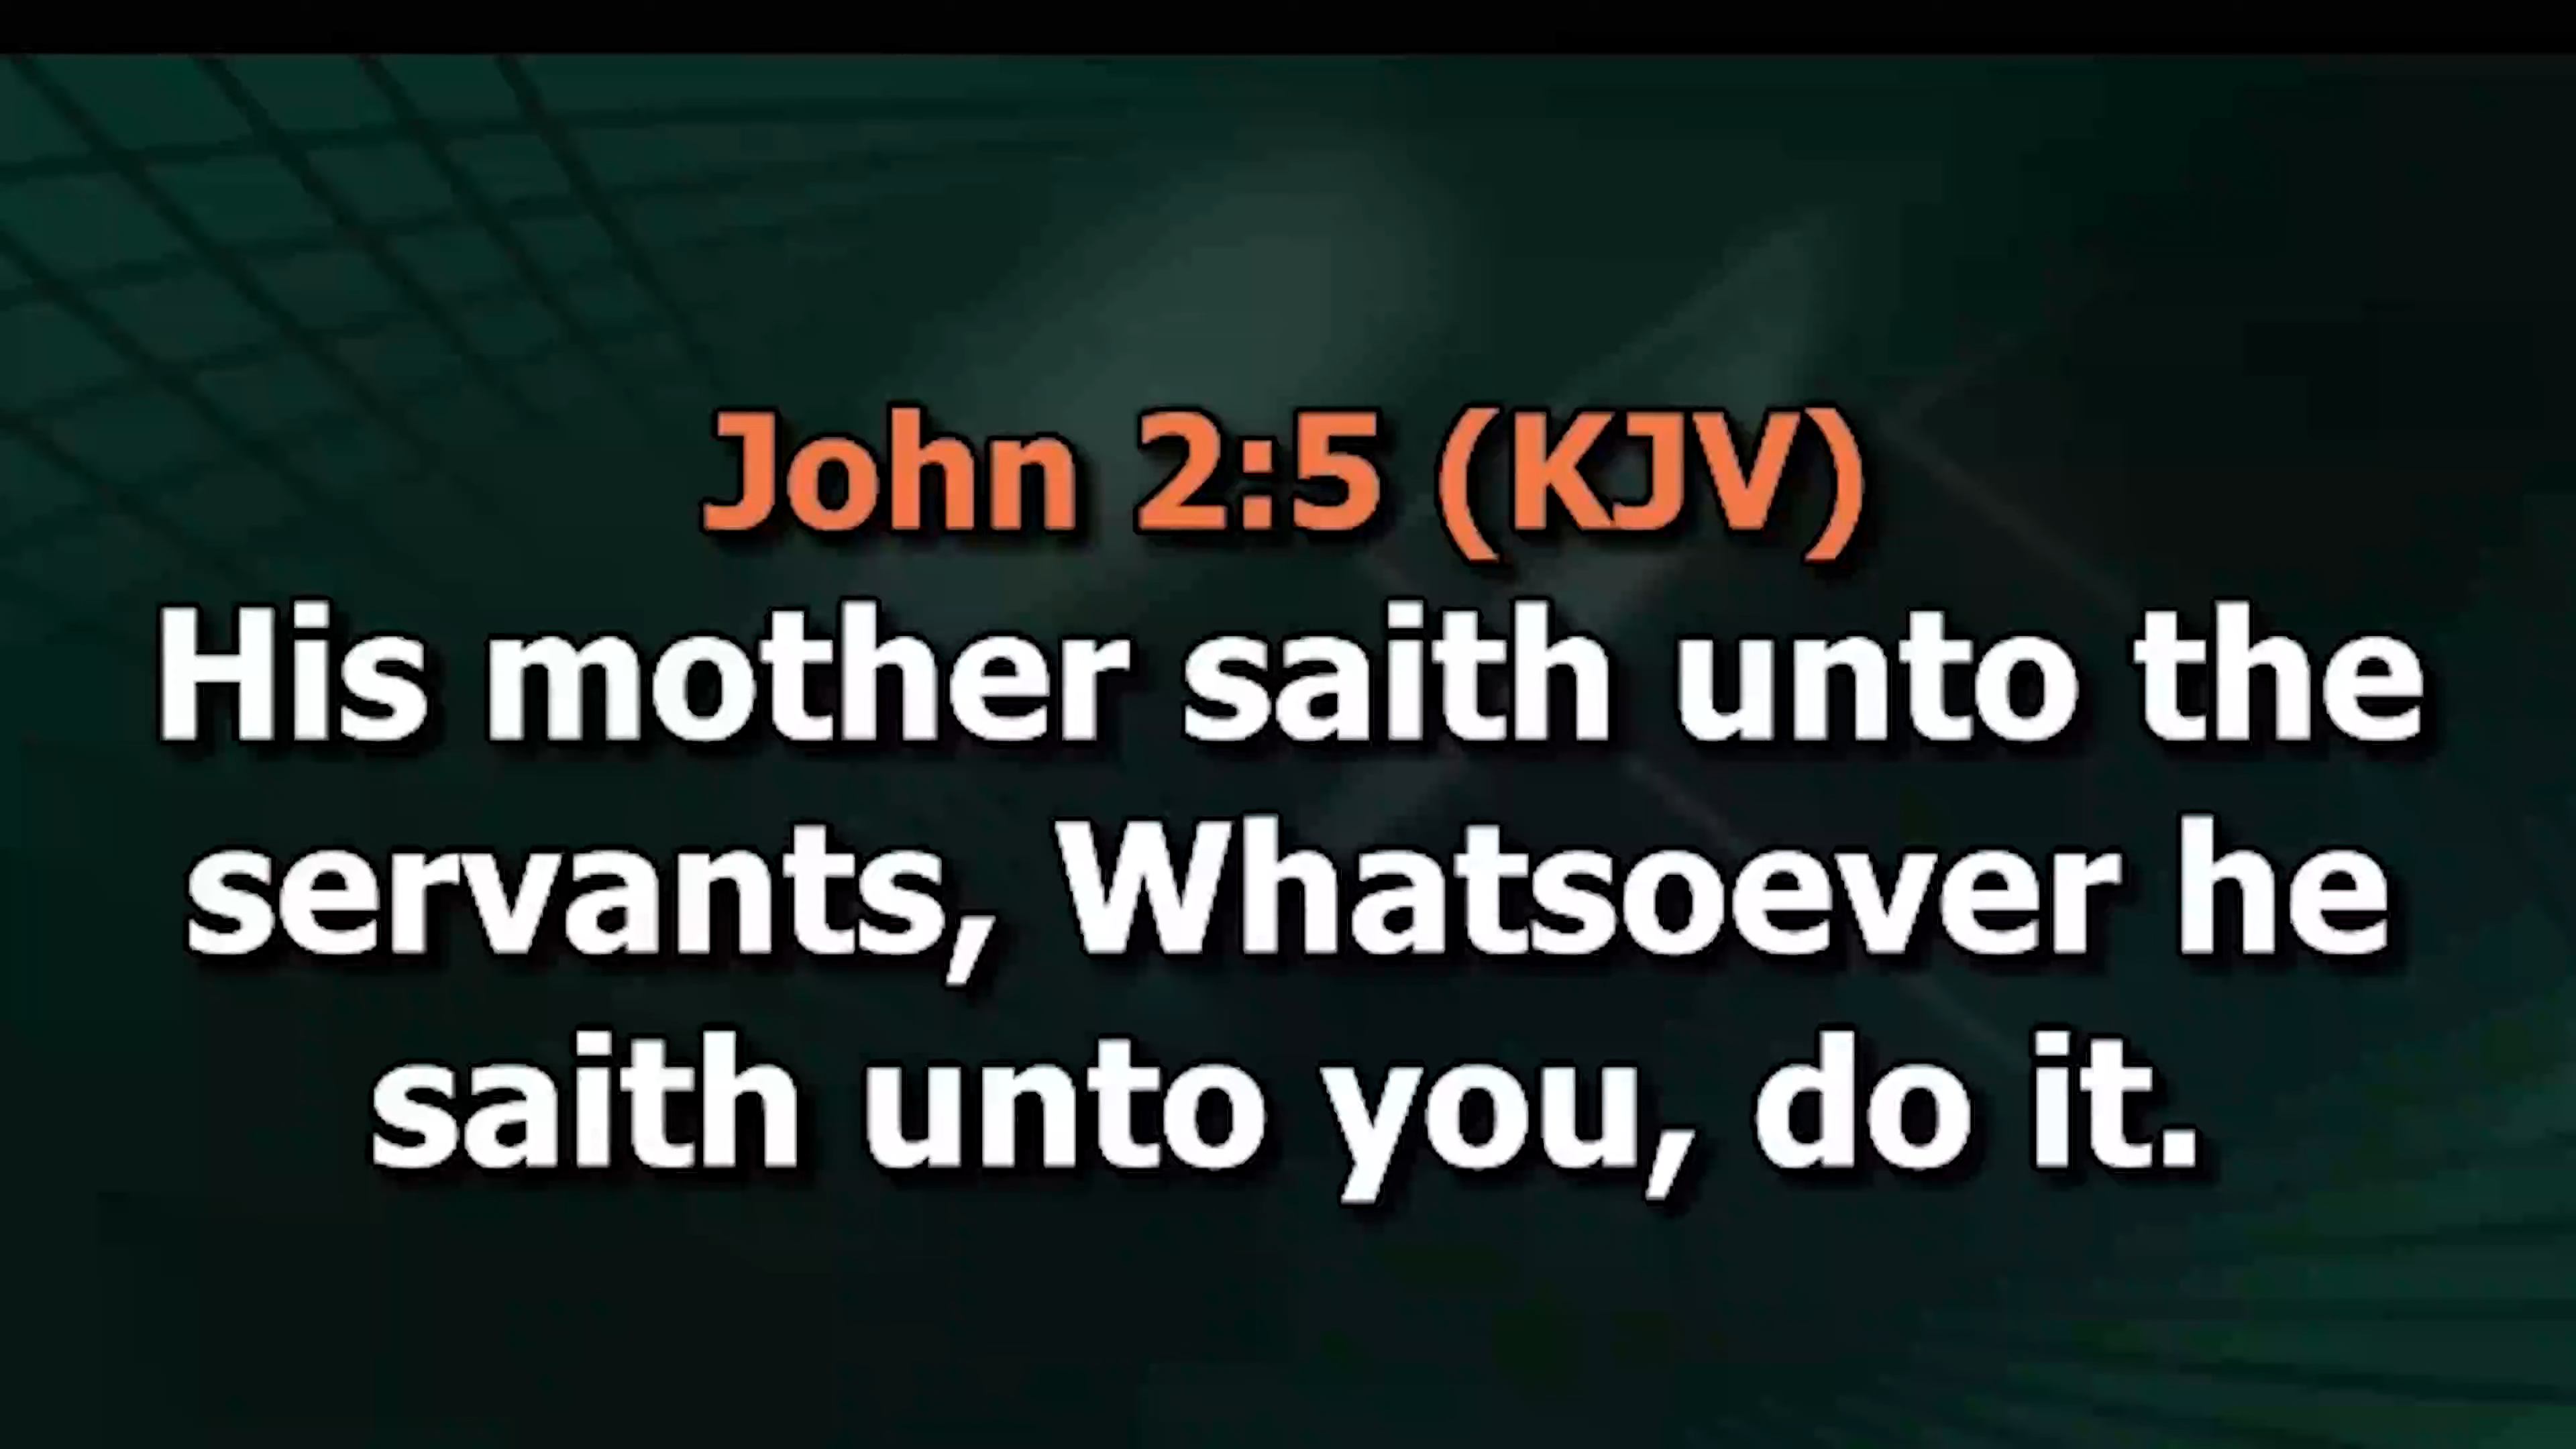 John 2:5 (KJV)
His mother saith unto the
servants, Whatsoever he
saith unto you, do it.